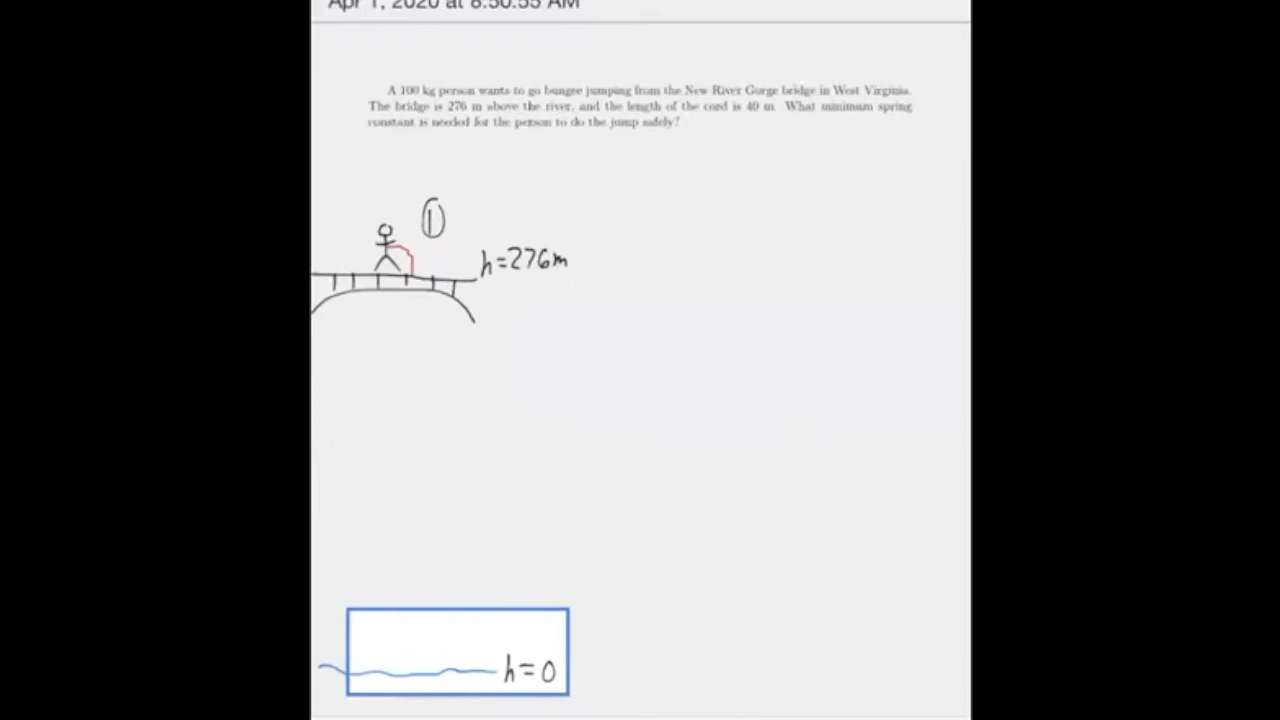 Apr 1, 2020 at 8:50:55 AM
A 100 kg person wants to go bungee jumping from the New River Gorge bridge in West Virginia.
The bridge is 276 m above the river, and the length of the cord is 40 m. What minimum spring
constant is needed for the person to do the jump safely?
1
h=276m
h=0